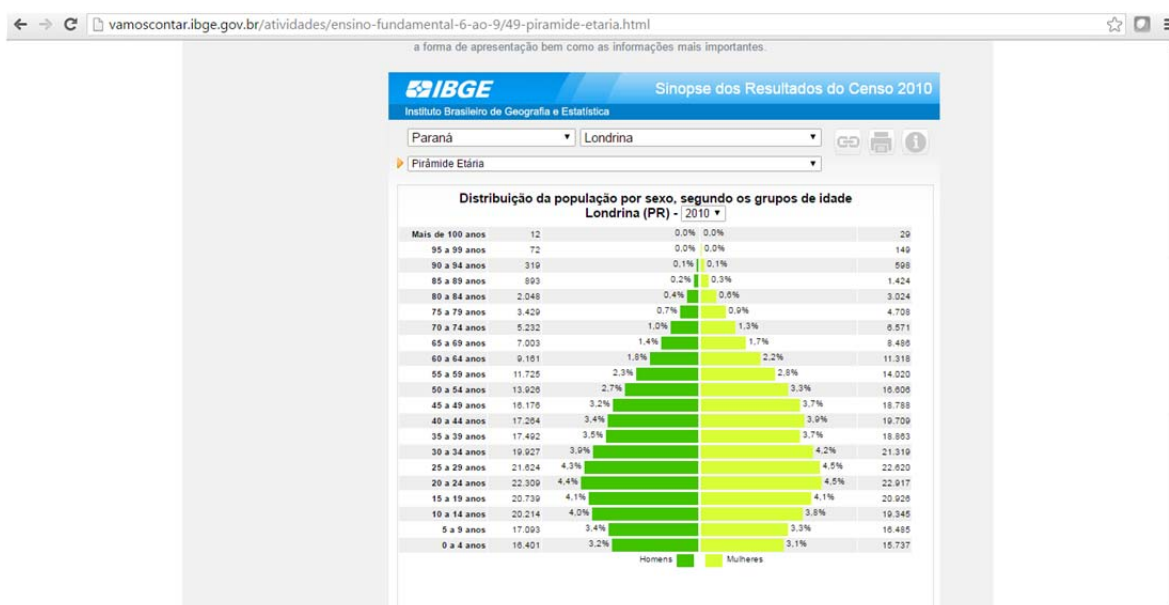 vamoscontar.ibge.gov.br/atividades/ensino-fundamental-6-ao-9/49-piramide-etaria.html
a forma de apresentação bem como as informações mais importantes.
IBGE Sinopse dos Resultados do Censo 2010
Instituto Brasileiro de Geografia e Estatística
Paraná Londrina
Pirâmide Etária
Distribuição da população por sexo, segundo os grupos de idade
Londrina (PR) - 2010
Mais de 100 anos 12 0,0% 0,0% 29
95 a 99 anos 72 0,0% 0,0% 149
90 a 94 anos 319 0,1% 0,1% 598
85 a 89 anos 893 0,2% 0,3% 1.424
80 a 84 anos 2.048 0,4% 0,6% 3.024
75 a 79 anos 3.429 0,7% 0,9% 4.708
70 a 74 anos 5.232 1,0% 1,3% 6.571
65 a 69 anos 7.003 1,4% 1,7% 8.486
60 a 64 anos 9.161 1,8% 2,2% 11.318
55 a 59 anos 11.725 2,3% 2,8% 14.020
50 a 54 anos 13.926 2,7% 3,3% 16.606
45 a 49 anos 16.176 3,2% 3,7% 18.788
40 a 44 anos 17.264 3,4% 3,9% 19.709
35 a 39 anos 17.492 3,5% 3,7% 18.863
30 a 34 anos 19.927 3,9% 4,2% 21.319
25 a 29 anos 21.624 4,3% 4,5% 22.620
20 a 24 anos 22.309 4,4% 4,5% 22.917
15 a 19 anos 20.739 4,1% 4,1% 20.926
10 a 14 anos 20.214 4,0% 3,8% 19.345
5 a 9 anos 17.093 3,4% 3,3% 16.485
0 a 4 anos 16.401 3,2% 3,1% 15.737
Homens Mulheres